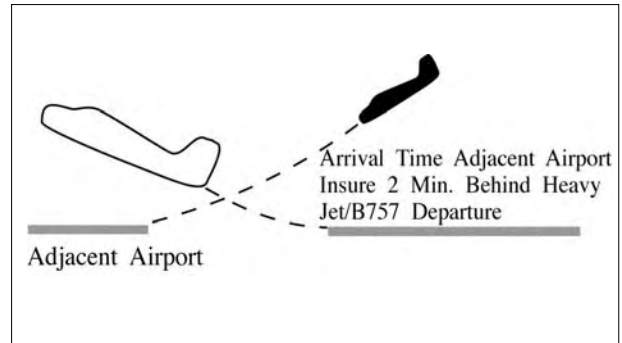 Arrival Time Adjacent Airport
Insure 2 Min. Behind Heavy
Jet/B757 Departure
Adjacent Airport